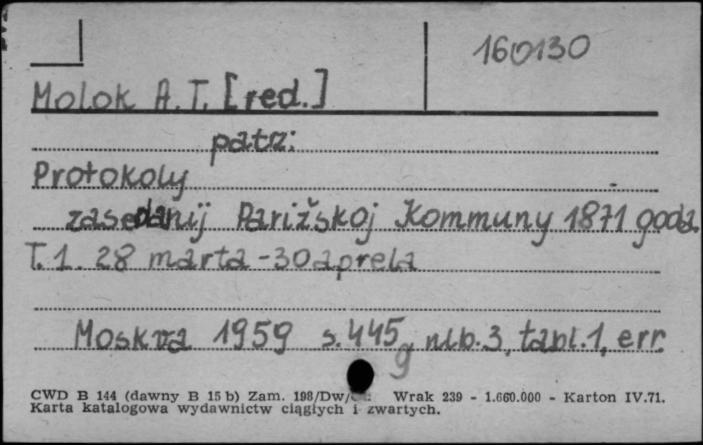 160130
Molok A.I. [red.]
patrz:
Protokoly
zasedanij Parižskoj Kommuny 1871 goda.
T. 1. 28 marta - 30 aprela
Moskva 1959 s. 445, nlb. 3, tabl. 1, err
g
CWD B 144 (dawny B 15 b) Zam. 198/Dw/ Wrak 239 - 1.660.000 - Karton IV.71.
Karta katalogowa wydawnictw ciągłych i zwartych.